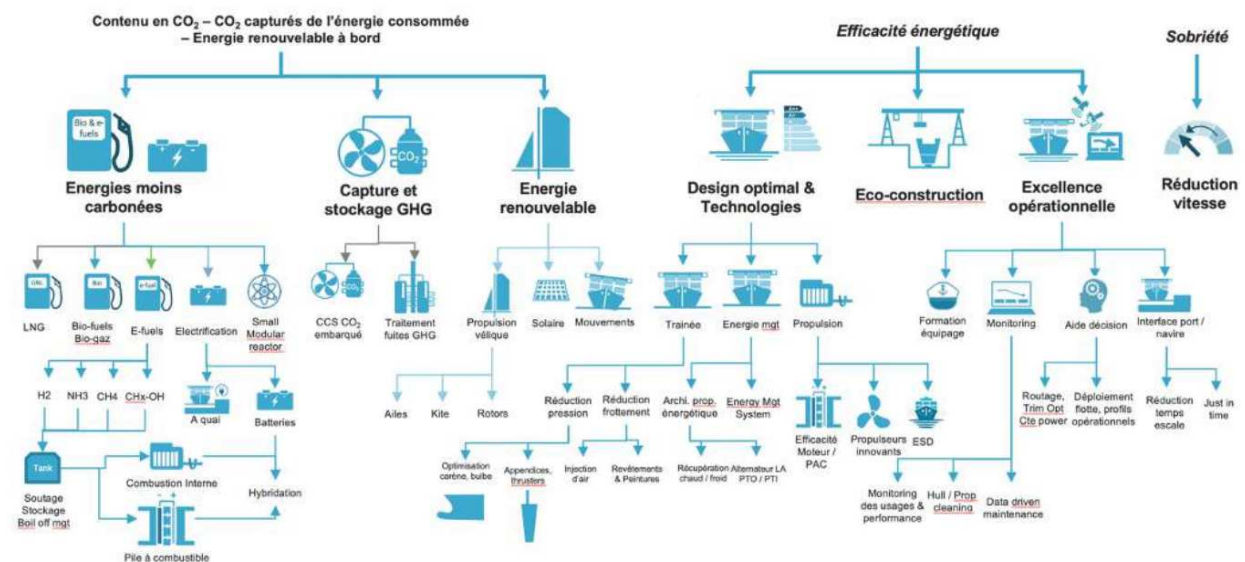 Contenu en CO₂ – CO₂ capturés de l'énergie consommée
– Energie renouvelable à bord
Efficacité énergétique
Sobriété
Bio & e-
fuels
CO₂
Energies moins
carbonées
Capture et
stockage GHG
Energie
renouvelable
Design optimal &
Technologies
Eco-construction
Excellence
opérationnelle
Réduction
vitesse
Bio
e-fuel
CO₂
LNG
Bio-fuels
Bio-gaz
E-fuels
Electrification
Small
Modular
reactor
CCS CO₂
embarqué
Traitement
fuites GHG
Propulsion
vélique
Solaire
Mouvements
Trainée
Energie mgt
Propulsion
Formation
équipage
Monitoring
Aide décision
Interface port /
navire
H2
NH3
CH4
CHx-OH
A quai
Batteries
Ailes
Kite
Rotors
Réduction
pression
Réduction
frottement
Archi. prop.
énergétique
Energy Mgt
System
Efficacité
Moteur /
PAC
Propulseurs
innovants
ESD
Routage,
Trim Opt
Cte power
Déploiement
flotte, profils
opérationnels
Réduction
temps
escale
Just in
time
Tank
Soutage
Stockage
Boil off mgt
Combustion Interne
Hybridation
Pile à combustible
Optimisation
carène, bulbe
Appendices,
thrusters
Injection
d'air
Revêtements
& Peintures
Récupération
chaud / froid
Alternateur LA
PTO / PTI
Monitoring
des usages &
performance
Hull / Prop
cleaning
Data driven
maintenance